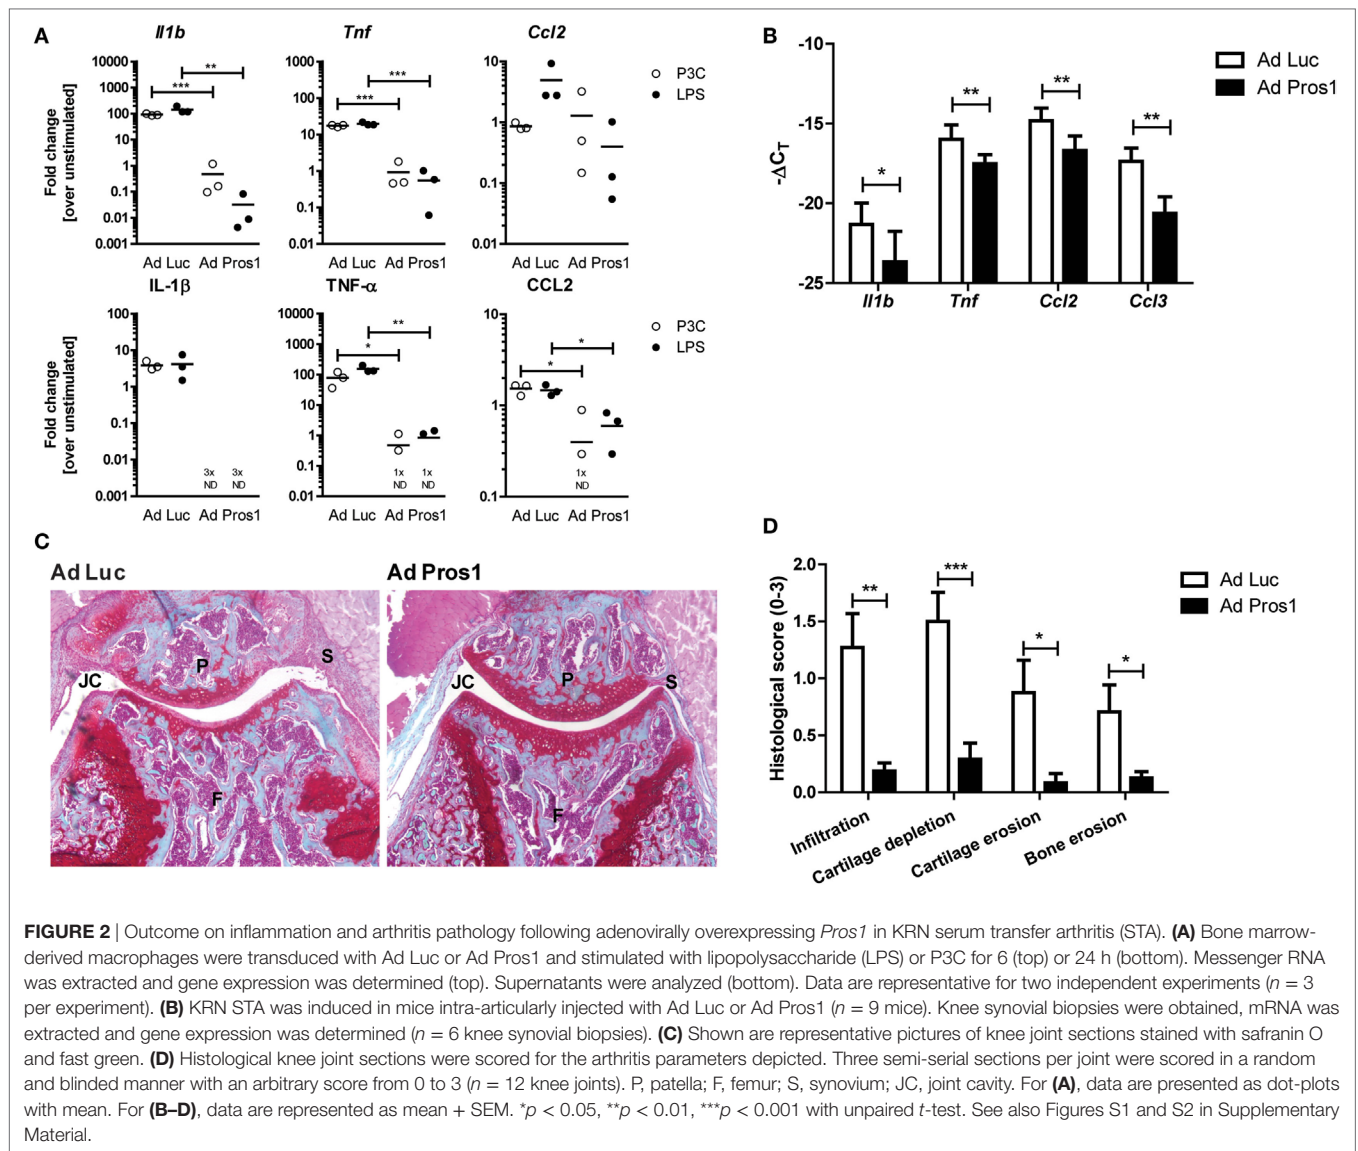 A
Il1b
Tnf
Ccl2
Fold change
[over unstimulated]
10000
1000
100
10
1
0.1
0.01
0.001
**
***
Ad Luc Ad Pros1
1000
100
10
1
0.1
0.01
***
***
Ad Luc Ad Pros1
10
1
0.1
0.01
Ad Luc Ad Pros1
P3C
LPS
IL-1β
TNF-α
CCL2
Fold change
[over unstimulated]
100
10
1
0.1
0.01
0.001
3x 3x
ND ND
Ad Luc Ad Pros1
10000
1000
100
10
1
0.1
0.01
**
*
1x 1x
ND ND
Ad Luc Ad Pros1
10
1
0.1
*
*
1x
ND
Ad Luc Ad Pros1
P3C
LPS
B
-ΔCT
-10
-15
-20
-25
*
**
**
**
Il1b Tnf Ccl2 Ccl3
Ad Luc
Ad Pros1
C
Ad Luc
Ad Pros1
P
S
JC
F
P
S
JC
F
D
Histological score (0-3)
2.0
1.5
1.0
0.5
0.0
**
***
*
*
Infiltration
Cartilage depletion
Cartilage erosion
Bone erosion
Ad Luc
Ad Pros1
FIGURE 2 | Outcome on inflammation and arthritis pathology following adenovirally overexpressing Pros1 in KRN serum transfer arthritis (STA). (A) Bone marrow-
derived macrophages were transduced with Ad Luc or Ad Pros1 and stimulated with lipopolysaccharide (LPS) or P3C for 6 (top) or 24 h (bottom). Messenger RNA
was extracted and gene expression was determined (top). Supernatants were analyzed (bottom). Data are representative for two independent experiments (n = 3
per experiment). (B) KRN STA was induced in mice intra-articularly injected with Ad Luc or Ad Pros1 (n = 9 mice). Knee synovial biopsies were obtained, mRNA was
extracted and gene expression was determined (n = 6 knee synovial biopsies). (C) Shown are representative pictures of knee joint sections stained with safranin O
and fast green. (D) Histological knee joint sections were scored for the arthritis parameters depicted. Three semi-serial sections per joint were scored in a random
and blinded manner with an arbitrary score from 0 to 3 (n = 12 knee joints). P, patella; F, femur; S, synovium; JC, joint cavity. For (A), data are presented as dot-plots
with mean. For (B–D), data are represented as mean + SEM. *p < 0.05, **p < 0.01, ***p < 0.001 with unpaired t-test. See also Figures S1 and S2 in Supplementary
Material.